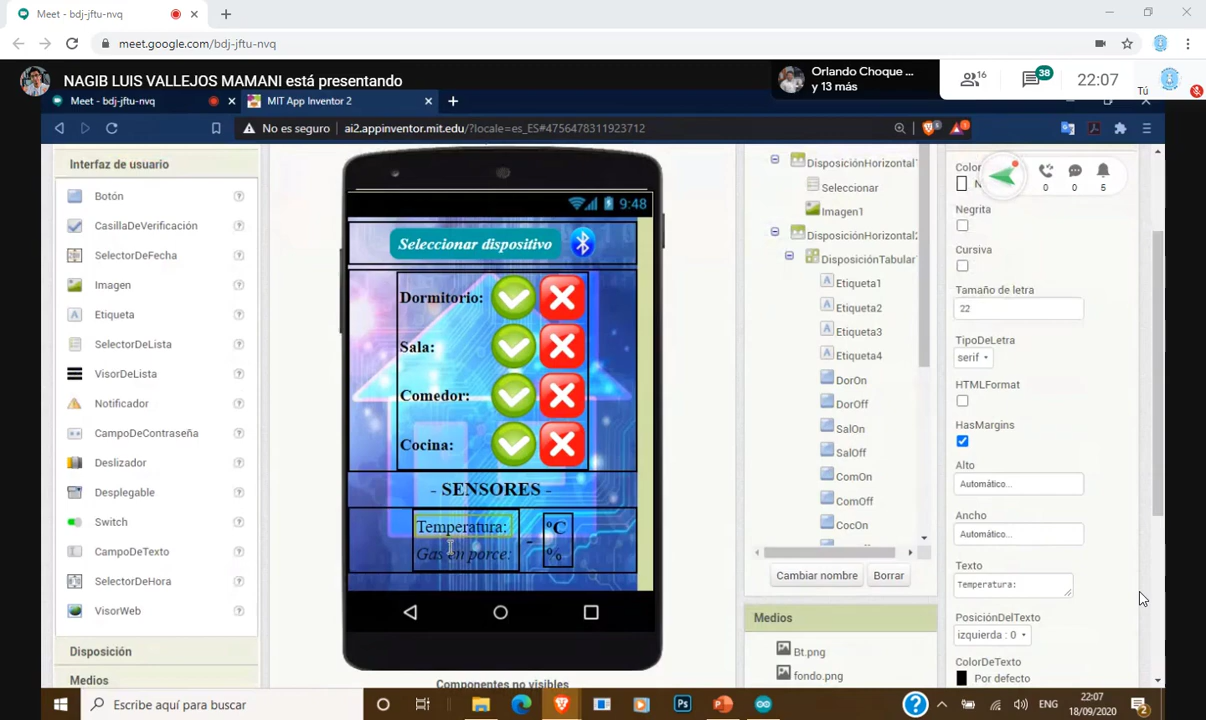 Meet - bdj-jftu-nvq
meet.google.com/bdj-jftu-nvq
NAGIB LUIS VALLEJOS MAMANI está presentando
Orlando Choque ...
y 13 más
16
38
22:07
Tú
Meet - bdj-jftu-nvq
MIT App Inventor 2
No es seguro
ai2.appinventor.mit.edu/?locale=es_ES#4756478311923712
Interfaz de usuario
Botón
CasillaDeVerificación
SelectorDeFecha
Imagen
Etiqueta
SelectorDeLista
VisorDeLista
Notificador
CampoDeContraseña
Deslizador
Desplegable
Switch
CampoDeTexto
SelectorDeHora
VisorWeb
Disposición
Medios
9:48
Seleccionar dispositivo
Dormitorio:
Sala:
Comedor:
Cocina:
- SENSORES -
Temperatura:
-
ºC
Gas en porce:
%
Componentes no visibles
DisposiciónHorizontal
Seleccionar
Imagen1
DisposiciónHorizontal2
DisposiciónTabular
Etiqueta1
Etiqueta2
Etiqueta3
Etiqueta4
DorOn
DorOff
SalOn
SalOff
ComOn
ComOff
CocOn
Cambiar nombre
Borrar
Medios
Bt.png
fondo.png
Color
N
0
0
5
Negrita
Cursiva
Tamaño de letra
22
TipoDeLetra
serif
HTMLFormat
HasMargins
Alto
Automático...
Ancho
Automático...
Texto
Temperatura:
PosiciónDelTexto
izquierda : 0
ColorDeTexto
Por defecto
Escribe aquí para buscar
Ps
ENG
22:07
18/09/2020
2